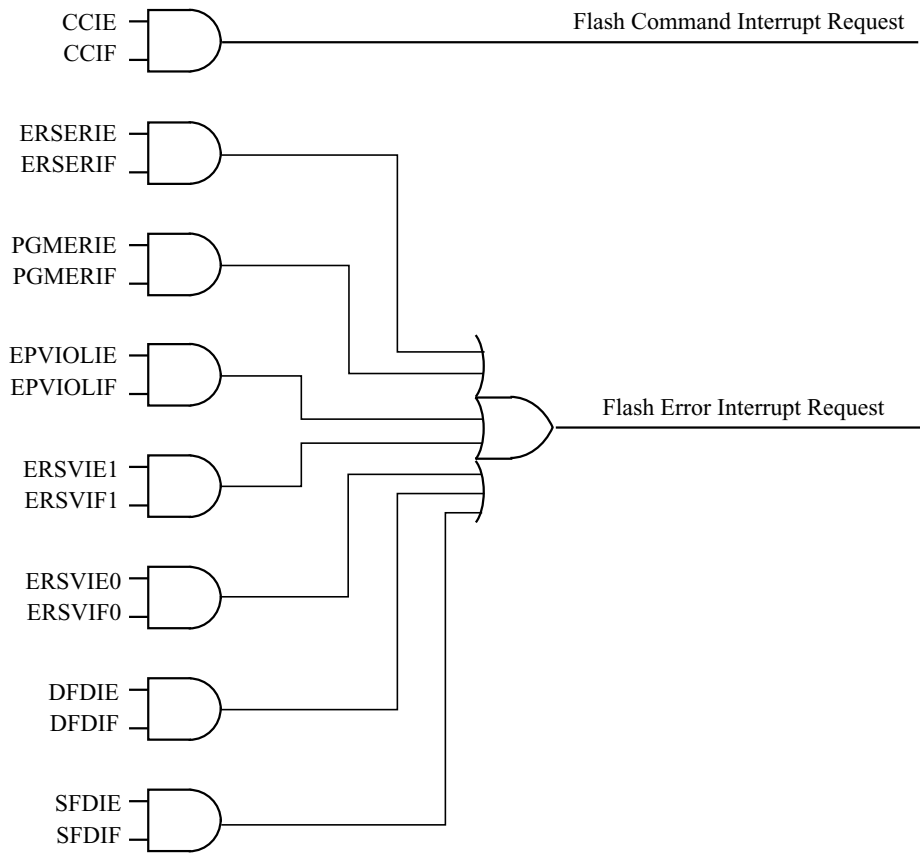 CCIE
CCIF
Flash Command Interrupt Request
ERSERIE
ERSERIF
PGMERIE
PGMERIF
EPVIOLIE
EPVIOLIF
Flash Error Interrupt Request
ERSVIE1
ERSVIF1
ERSVIE0
ERSVIF0
DFDIE
DFDIF
SFDIE
SFDIF